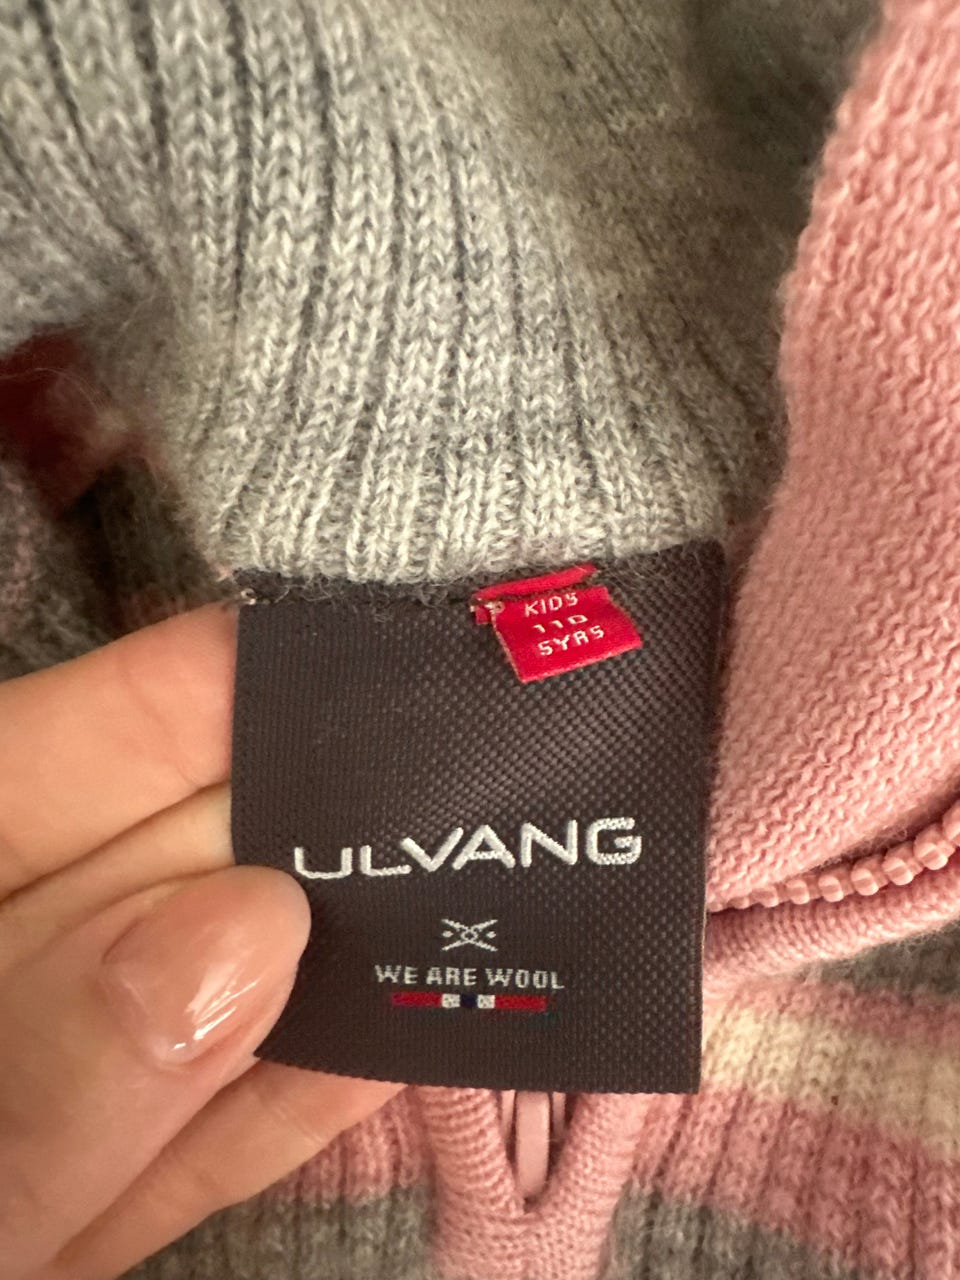 KIDS
110
5YRS
ULVANG
WE ARE WOOL